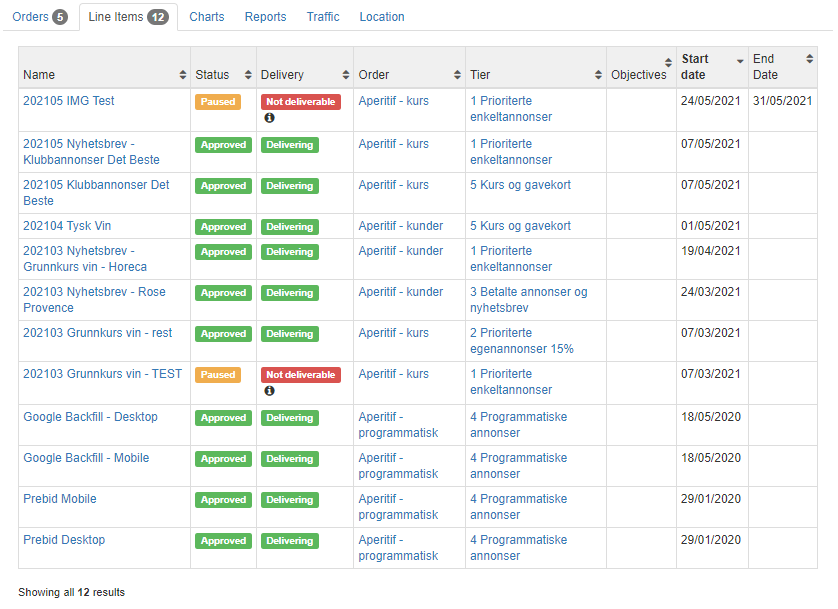 Orders 5 Line Items 12 Charts Reports Traffic Location
Name Status Delivery Order Tier Objectives Start date End Date
202105 IMG Test Paused Not deliverable Aperitif - kurs 1 Prioriterte 24/05/2021 31/05/2021
enkeltannonser
202105 Nyhetsbrev - Approved Delivering Aperitif - kurs 1 Prioriterte 07/05/2021
Klubbannonser Det Beste enkeltannonser
202105 Klubbannonser Det Approved Delivering Aperitif - kurs 5 Kurs og gavekort 07/05/2021
Beste
202104 Tysk Vin Approved Delivering Aperitif - kunder 5 Kurs og gavekort 01/05/2021
202103 Nyhetsbrev - Approved Delivering Aperitif - kunder 1 Prioriterte 19/04/2021
Grunnkurs vin - Horeca enkeltannonser
202103 Nyhetsbrev - Rose Approved Delivering Aperitif - kunder 3 Betalte annonser og 24/03/2021
Provence nyhetsbrev
202103 Grunnkurs vin - rest Approved Delivering Aperitif - kurs 2 Prioriterte 07/03/2021
egenannonser 15%
202103 Grunnkurs vin - TEST Paused Not deliverable Aperitif - kurs 1 Prioriterte 07/03/2021
enkeltannonser
Google Backfill - Desktop Approved Delivering Aperitif - 4 Programmatiske 18/05/2020
programmatisk annonser
Google Backfill - Mobile Approved Delivering Aperitif - 4 Programmatiske 18/05/2020
programmatisk annonser
Prebid Mobile Approved Delivering Aperitif - 4 Programmatiske 29/01/2020
programmatisk annonser
Prebid Desktop Approved Delivering Aperitif - 4 Programmatiske 29/01/2020
programmatisk annonser
Showing all 12 results